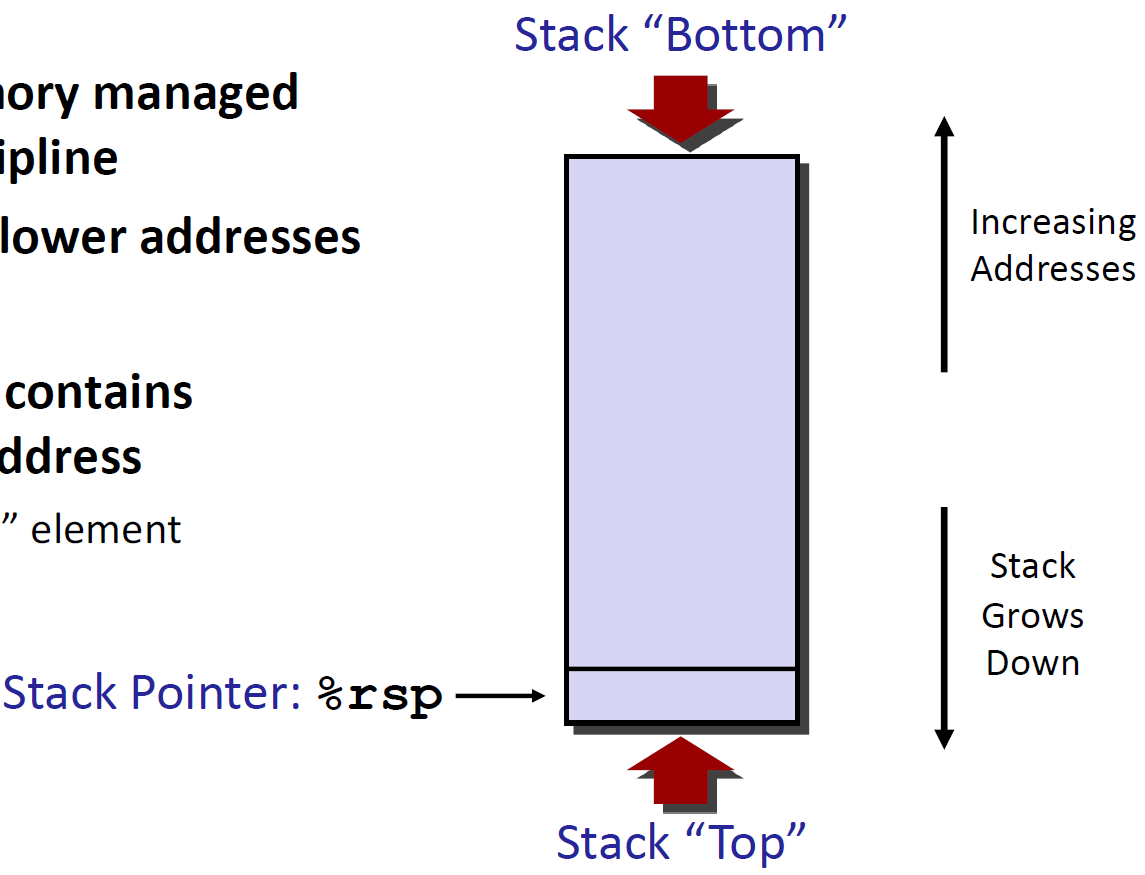 Stack “Bottom”
ory managed
ipline
lower addresses
Increasing
Addresses
contains
ddress
” element
Stack
Grows
Down
Stack Pointer: %rsp
Stack “Top”